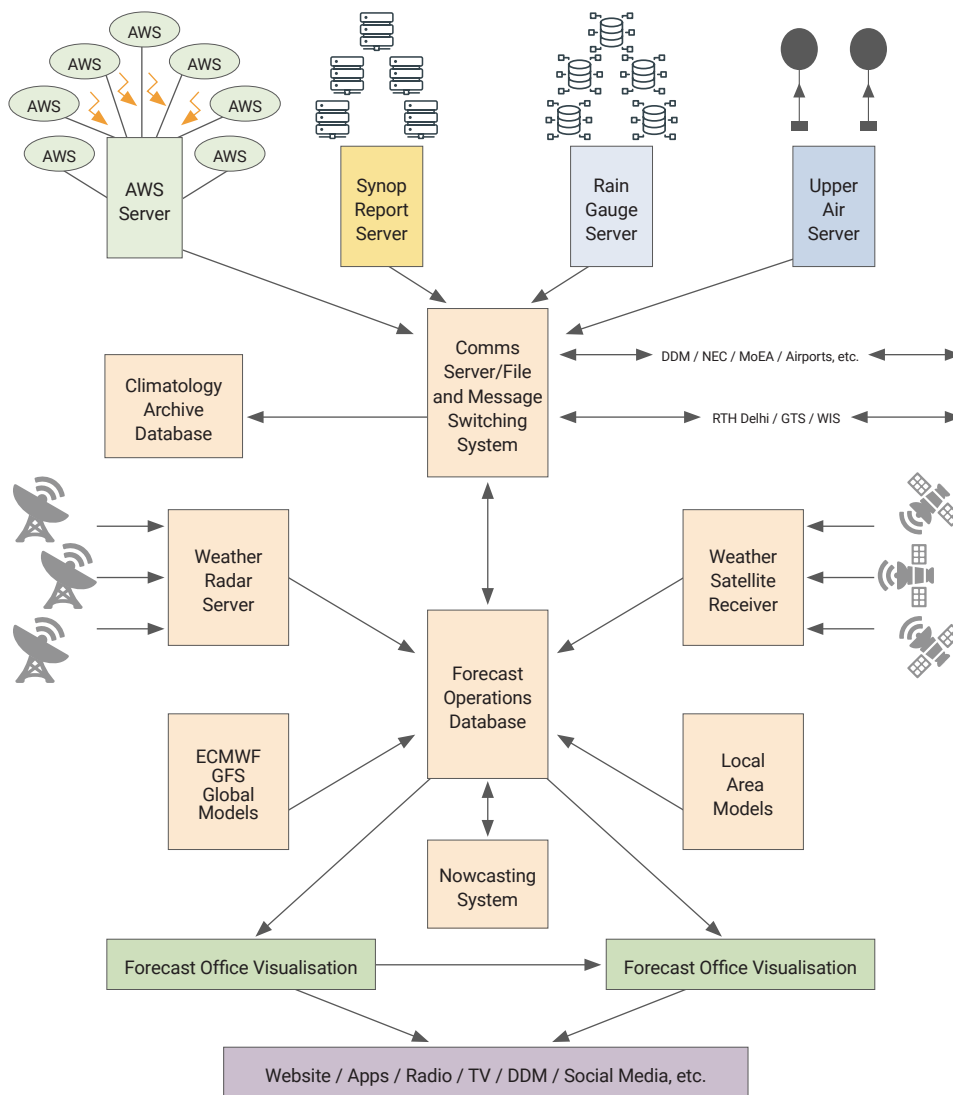 AWS
AWS
AWS
AWS
AWS
AWS
AWS
AWS
Server
Synop
Report
Server
Rain
Gauge
Server
Upper
Air
Server
Comms
Server/File
and Message
Switching
System
DDM / NEC / MoEA / Airports, etc.
RTH Delhi / GTS / WIS
Climatology
Archive
Database
Weather
Radar
Server
Weather
Satellite
Receiver
Forecast
Operations
Database
ECMWF
GFS
Global
Models
Local
Area
Models
Nowcasting
System
Forecast Office Visualisation
Forecast Office Visualisation
Website / Apps / Radio / TV / DDM / Social Media, etc.